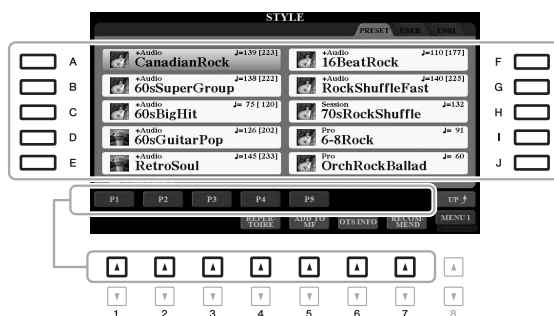 STYLE
PRESET USER USB1
A +Audio ♩=139 [223] CanadianRock
+Audio ♩=110 [177] 16BeatRock F
B +Audio ♩=138 [222] 60sSuperGroup
+Audio ♩=140 [225] RockShuffleFast G
C +Audio ♩= 75 [120] 60sBigHit
Session ♩=132 70sRockShuffle H
D +Audio ♩=126 [202] 60sGuitarPop
Pro ♩= 91 6-8Rock I
E +Audio ♩=145 [233] RetroSoul
Pro ♩= 60 OrchRockBallad J
P1 P2 P3 P4 P5 UP
REPER-TOIRE ADD TO MF OTS INFO RECOM-MEND MENU 1
1 2 3 4 5 6 7 8